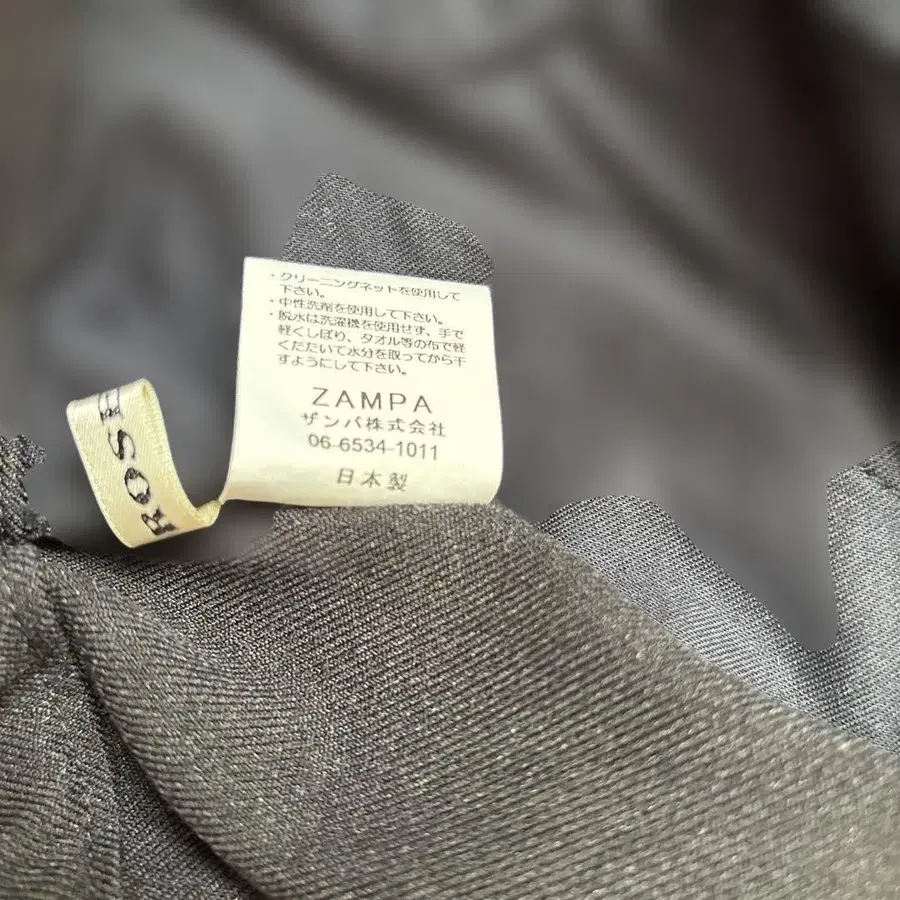 ・クリーニングネットを使用して
下さい。
・中性洗剤を使用して下さい。
・脱水は洗濯機を使用せず、手で
軽くしぼり、タオル等の布で軽
くたたいて水分を取ってから干
すようにして下さい。
ZAMPA
ザンパ株式会社
06-6534-1011
日本製
ROSE